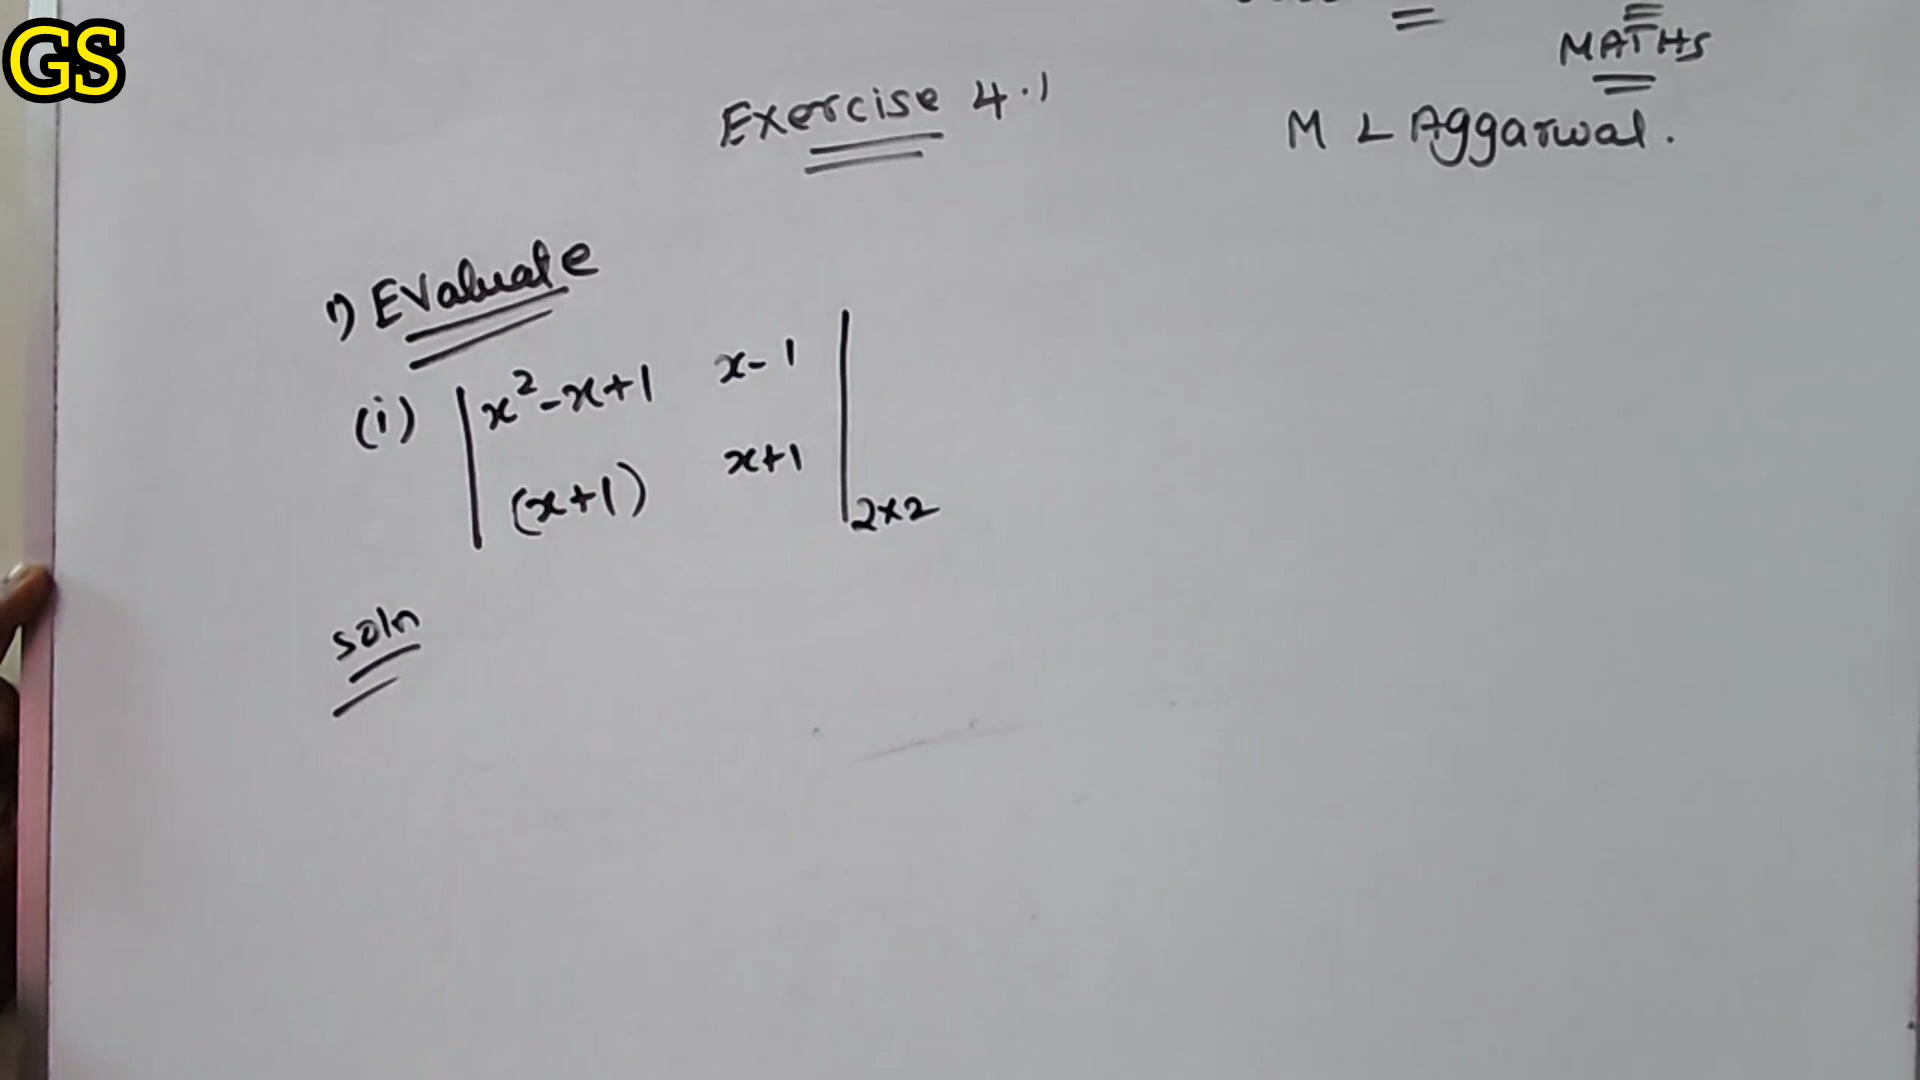 GS
MATHS
Exercise 4.1
M L Aggarwal.
1) Evaluate
(i) | x²-x+1 x-1 |
| (x+1) x+1 | 2×2
soln